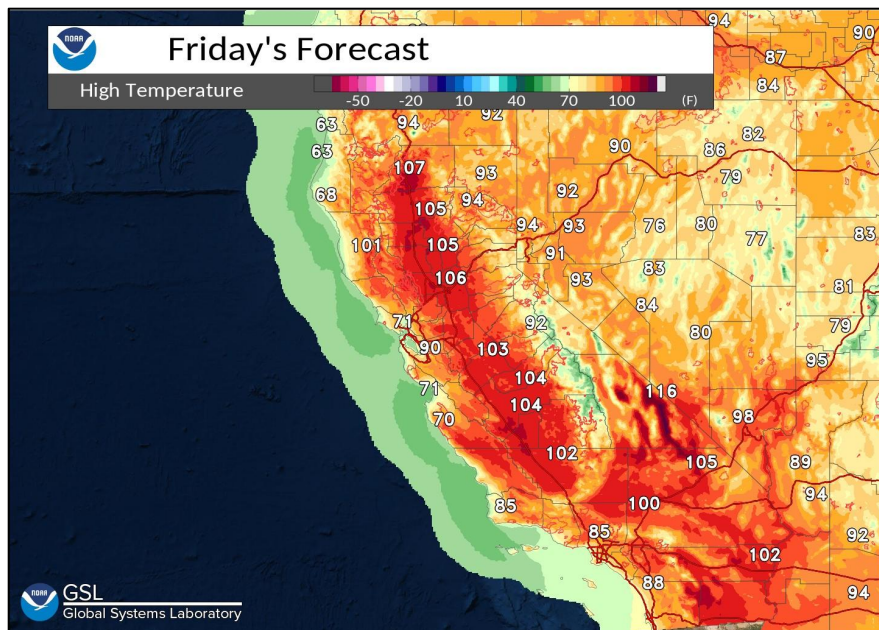 NOAA
Friday's Forecast
High Temperature
-50 -20 10 40 70 100 (F)
94
90
87
84
63 94 92
82
63 90 86
107 93 79
68 92
105 94
94 93 76 80 77 83
101 105 91
106 93 83 81
84
71 92 80 79
90 103 95
71 104 116
70 104 98
102 105 89
94
85 100
85 92
102
88 94
NOAA
GSL
Global Systems Laboratory